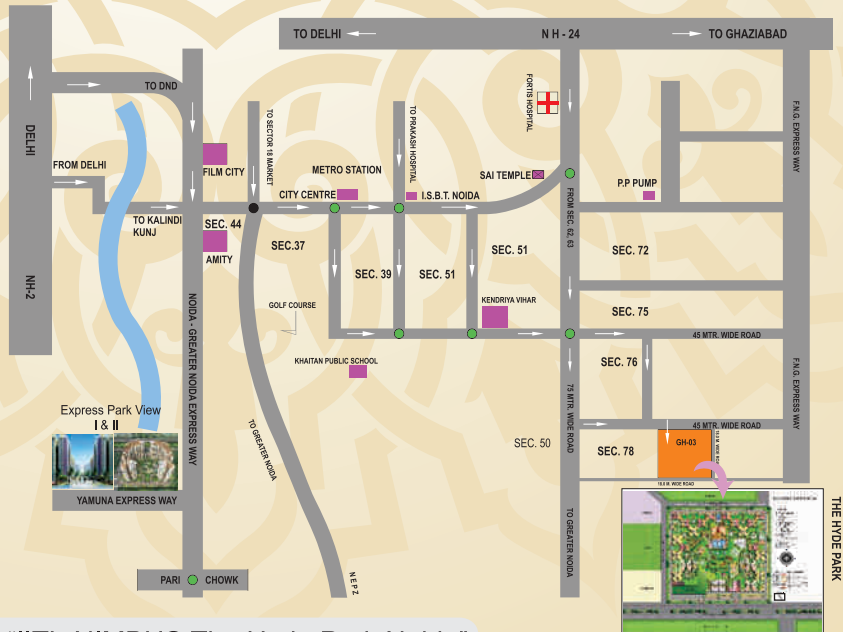 TO DELHI
N H - 24
TO GHAZIABAD
TO DND
DELHI
FROM DELHI
NH-2
TO KALINDI
KUNJ
FILM CITY
SEC. 44
AMITY
TO SECTOR 18 MARKET
METRO STATION
CITY CENTRE
TO PRAKASH HOSPITAL
I.S.B.T. NOIDA
SAI TEMPLE
FORTIS HOSPITAL
P.P PUMP
F.N.G. EXPRESS WAY
FROM SEC. 62, 63
SEC.37
SEC. 39
SEC. 51
SEC. 51
SEC. 72
GOLF COURSE
KENDRIYA VIHAR
SEC. 75
45 MTR. WIDE ROAD
KHAITAN PUBLIC SCHOOL
SEC. 76
NOIDA - GREATER NOIDA EXPRESS WAY
75 MTR. WIDE ROAD
F.N.G. EXPRESS WAY
Express Park View
I & II
TO GREATER NOIDA
SEC. 50
45 MTR. WIDE ROAD
SEC. 78
GH-03
18.0 M. WIDE ROAD
YAMUNA EXPRESS WAY
TO GREATER NOIDA
THE HYDE PARK
PARI CHOWK
N E P Z